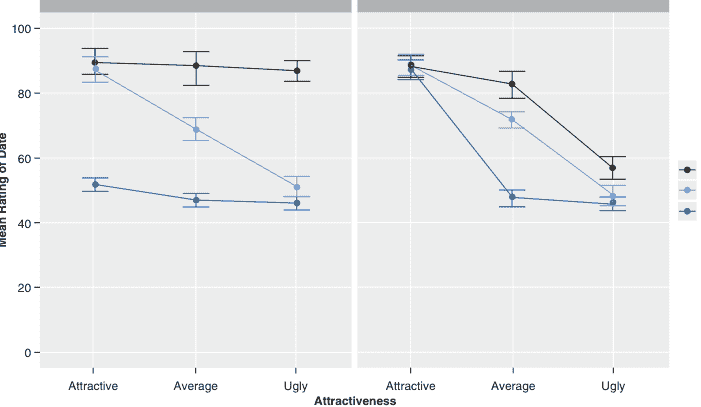 100
80
60
40
20
0
Mean Rating of Date
Attractive Average Ugly Attractive Average Ugly
Attractiveness